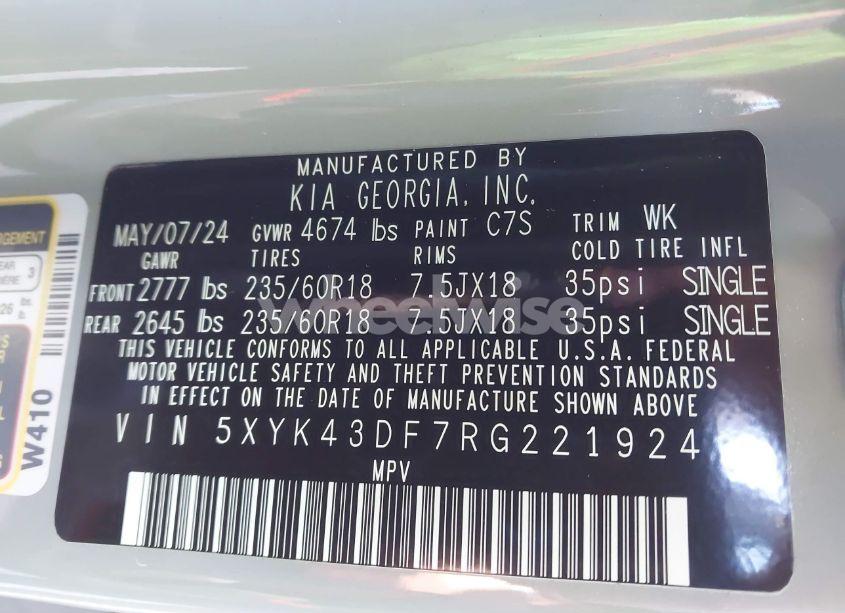 MANUFACTURED BY
KIA GEORGIA, INC.
MAY/07/24 GVWR 4674 lbs PAINT C7S TRIM WK
GAWR TIRES RIMS COLD TIRE INFL
FRONT 2777 lbs 235/60R18 7.5JX18 35psi SINGLE
REAR 2645 lbs 235/60R18 7.5JX18 35psi SINGLE
wheelwise
THIS VEHICLE CONFORMS TO ALL APPLICABLE U.S.A. FEDERAL
MOTOR VEHICLE SAFETY AND THEFT PREVENTION STANDARDS
IN EFFECT ON THE DATE OF MANUFACTURE SHOWN ABOVE
VIN 5XYK43DF7RG221924
MPV
W410
3
lbs.